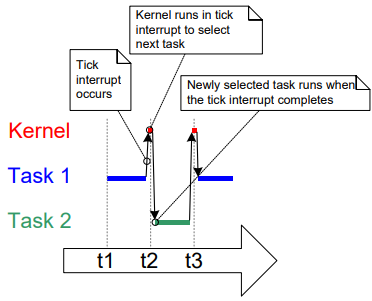 Kernel runs in tick
interrupt to select
next task
Tick
interrupt
occurs
Newly selected task runs when
the tick interrupt completes
Kernel
Task 1
Task 2
t1 t2 t3